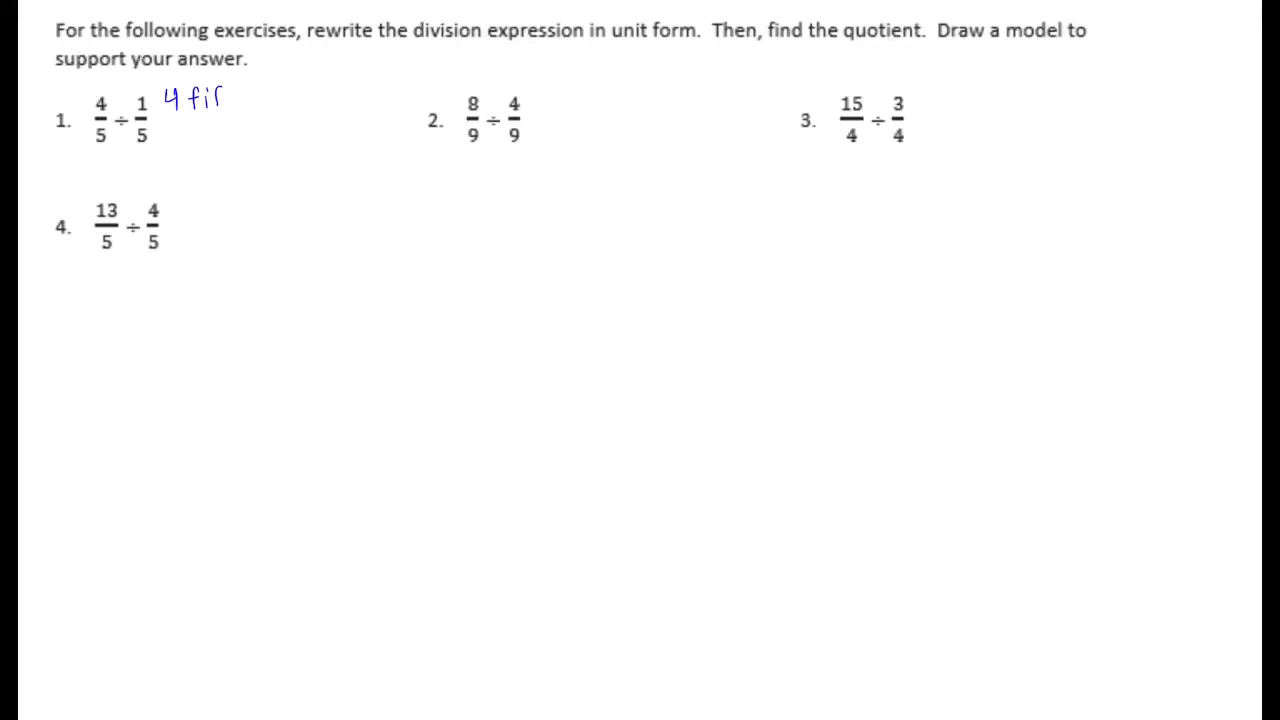 For the following exercises, rewrite the division expression in unit form. Then, find the quotient. Draw a model to
support your answer.
1. 4/5 ÷ 1/5 4 fif
2. 8/9 ÷ 4/9
3. 15/4 ÷ 3/4
4. 13/5 ÷ 4/5